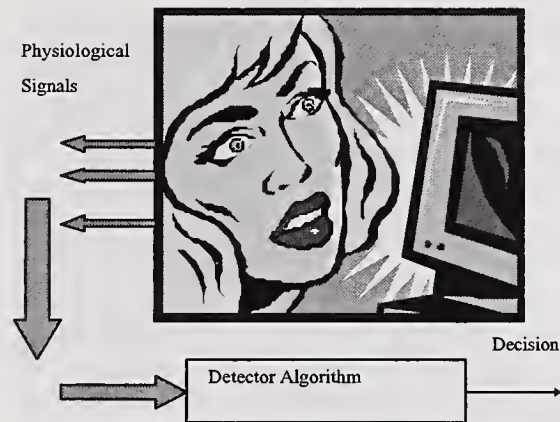 Physiological
Signals
Decision
Detector Algorithm